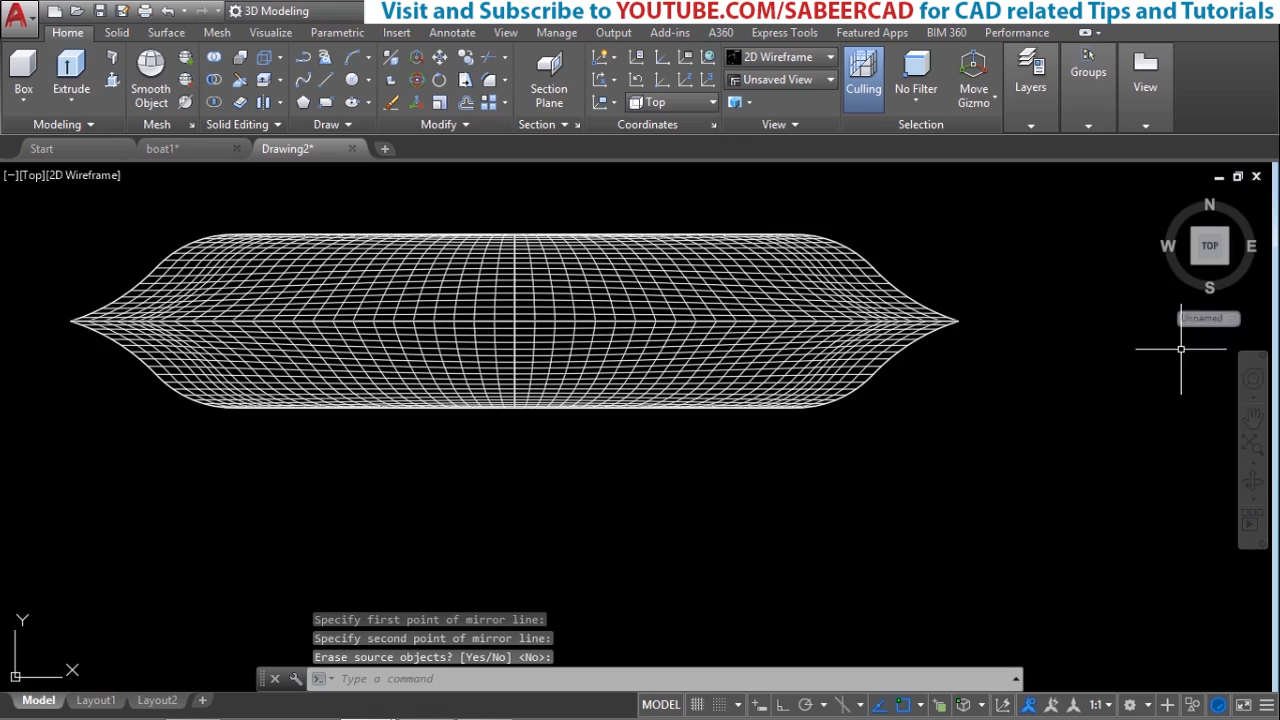 3D Modeling
Visit and Subscribe to YOUTUBE.COM/SABEERCAD for CAD related Tips and Tutorials
Home Solid Surface Mesh Visualize Parametric Insert Annotate View Manage Output Add-ins A360 Express Tools Featured Apps BIM 360 Performance
Box Extrude Smooth Object Section Plane 2D Wireframe Unsaved View Top Culling No Filter Move Gizmo Layers Groups View
Modeling Mesh Solid Editing Draw Modify Section Coordinates View Selection
Start boat1* Drawing2*
[−][Top][2D Wireframe]
N
W TOP E
S
Unnamed
Specify first point of mirror line:
Y
Specify second point of mirror line:
Erase source objects? [Yes/No] <No>:
X
Type a command
Model Layout1 Layout2 MODEL 1:1